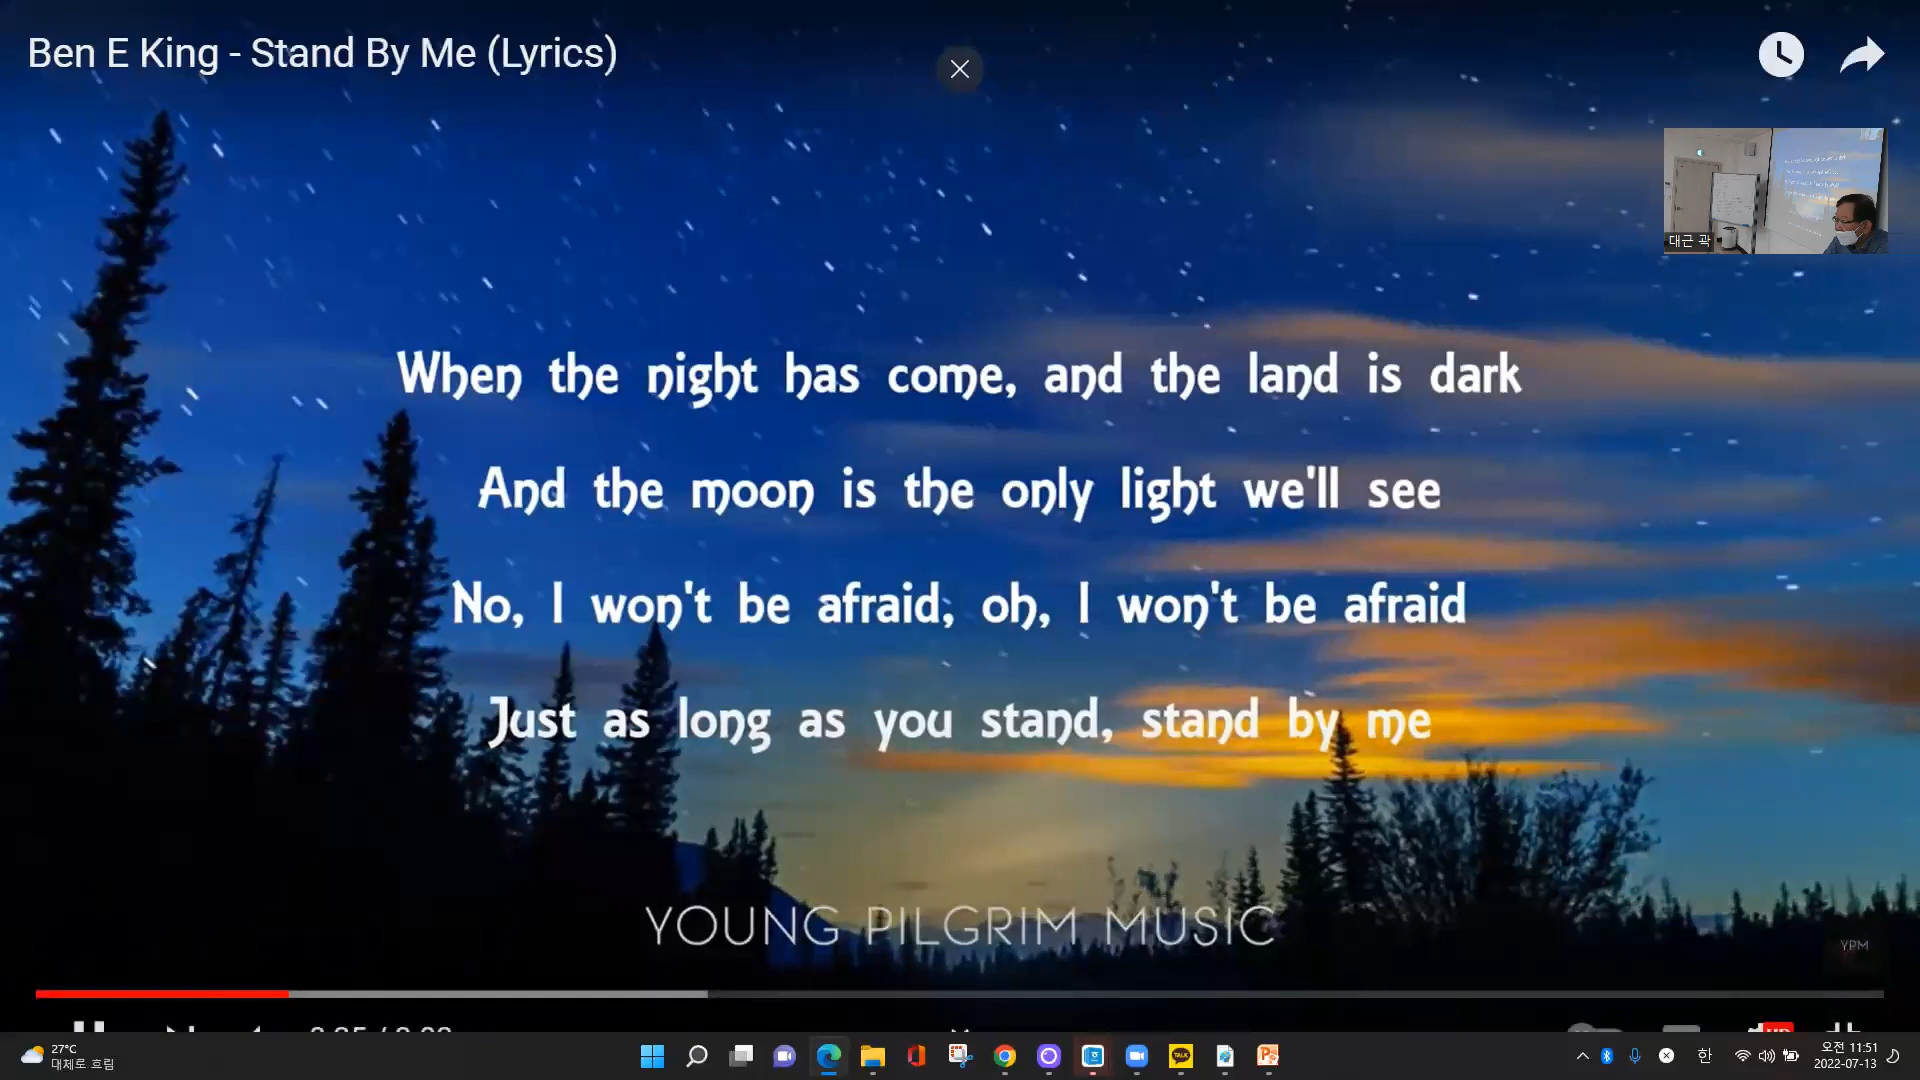 Ben E King - Stand By Me (Lyrics)
대근 곽
When the night has come, and the land is dark
And the moon is the only light we'll see
No, I won't be afraid, oh, I won't be afraid
Just as long as you stand, stand by me
YOUNG PILGRIM MUSIC
YPM
27°C
대체로 흐림
TALK
한
오전 11:51
2022-07-13